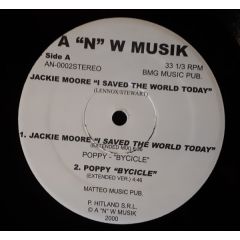 A "N" W MUSIK
Side A
33 1/3 RPM
AN-0002STEREO
BMG MUSIC PUB.
JACKIE MOORE "I SAVED THE WORLD TODAY"
(LENNOX/STEWART)
1. JACKIE MOORE "I SAVED THE WORLD TODAY"
(EXTENDED MIX)
POPPY - "BYCICLE"
2. POPPY "BYCICLE"
(EXTENDED VER.) 4:46
MATTEO MUSIC PUB.
P. HITLAND S.R.L.
© A "N" W MUSIK
2000